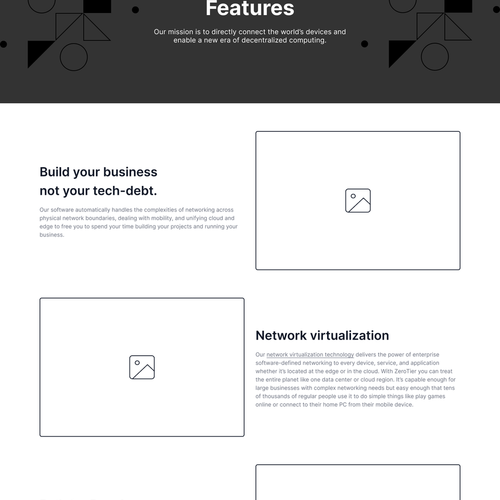 Features
Our mission is to directly connect the world's devices and
enable a new era of decentralized computing.
Build your business
not your tech-debt.
Our software automatically handles the complexities of networking across
physical network boundaries, dealing with mobility, and unifying cloud and
edge to free you to spend your time building your projects and running your
business.
Network virtualization
Our network virtualization technology delivers the power of enterprise
software-defined networking to every device, service, and application
whether it's located at the edge or in the cloud. With ZeroTier you can treat
the entire planet like one data center or cloud region. It's capable enough for
large businesses with complex networking needs but easy enough that tens
of thousands of regular people use it to do simple things like play games
online or connect to their home PC from their mobile device.